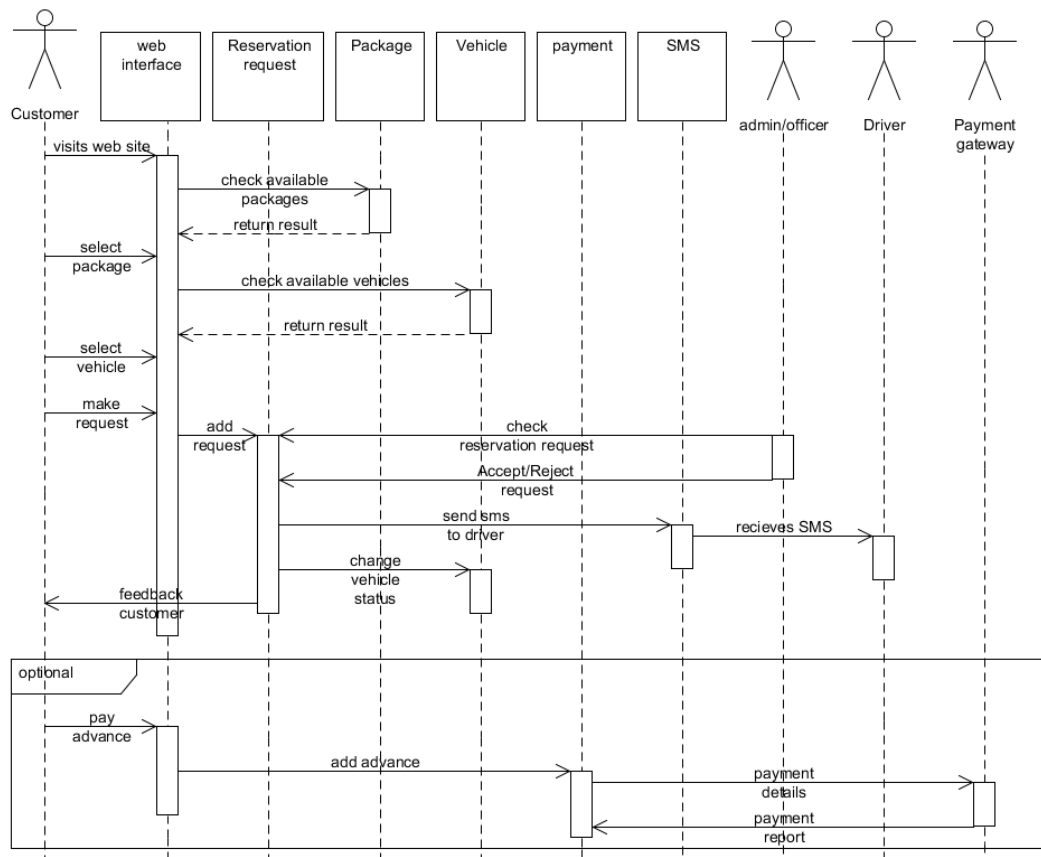 web
interface
Reservation
request
Package
Vehicle
payment
SMS
Customer
admin/officer
Driver
Payment
gateway
visits web site
check available
packages
return result
select
package
check available vehicles
return result
select
vehicle
make
request
add
request
check
reservation request
Accept/Reject
request
send sms
to driver
recieves SMS
change
vehicle
status
feedback
customer
optional
pay
advance
add advance
payment
details
payment
report